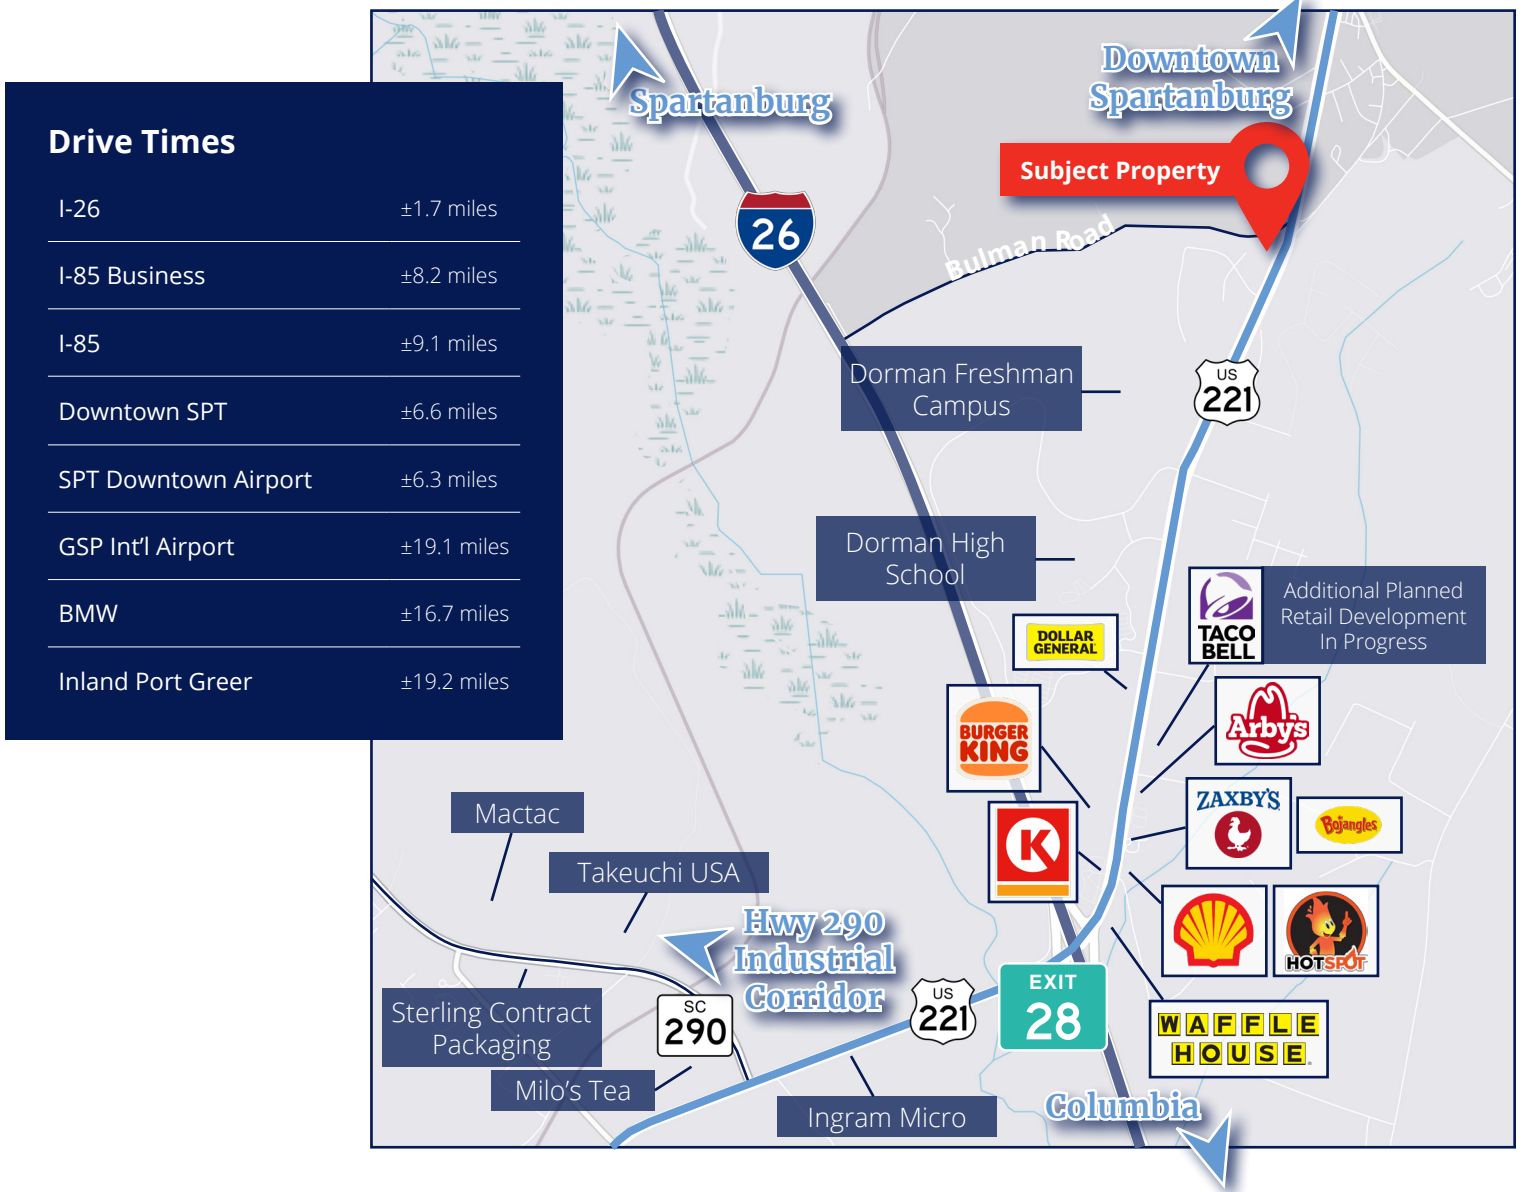 Drive Times
I-26 ±1.7 miles
I-85 Business ±8.2 miles
I-85 ±9.1 miles
Downtown SPT ±6.6 miles
SPT Downtown Airport ±6.3 miles
GSP Int’l Airport ±19.1 miles
BMW ±16.7 miles
Inland Port Greer ±19.2 miles
Spartanburg
Downtown
Spartanburg
Subject Property
26
Bulman Road
Dorman Freshman
Campus
US
221
Dorman High
School
DOLLAR
GENERAL
TACO
BELL
Additional Planned
Retail Development
In Progress
BURGER
KING
Arby's
ZAXBY'S
Bojangles
K
Mactac
Takeuchi USA
Hwy 290
Industrial
Corridor
HOTSPOT
Sterling Contract
Packaging
SC
290
US
221
EXIT
28
WAFFLE
HOUSE
Milo’s Tea
Ingram Micro
Columbia